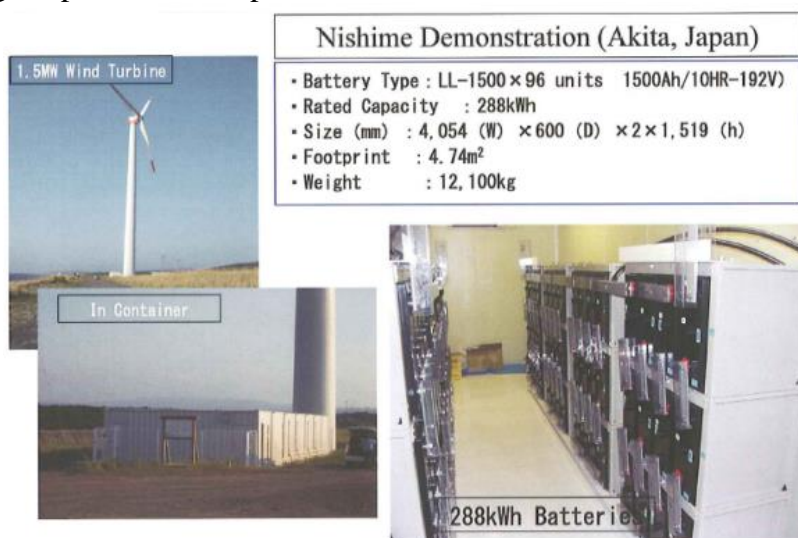 Nishime Demonstration (Akita, Japan)
1.5MW Wind Turbine
・Battery Type : LL-1500×96 units 1500Ah/10HR-192V)
・Rated Capacity : 288kWh
・Size (mm) : 4,054 (W) ×600 (D) ×2×1,519 (h)
・Footprint : 4.74m²
・Weight : 12,100kg
In Container
288kWh Batteries